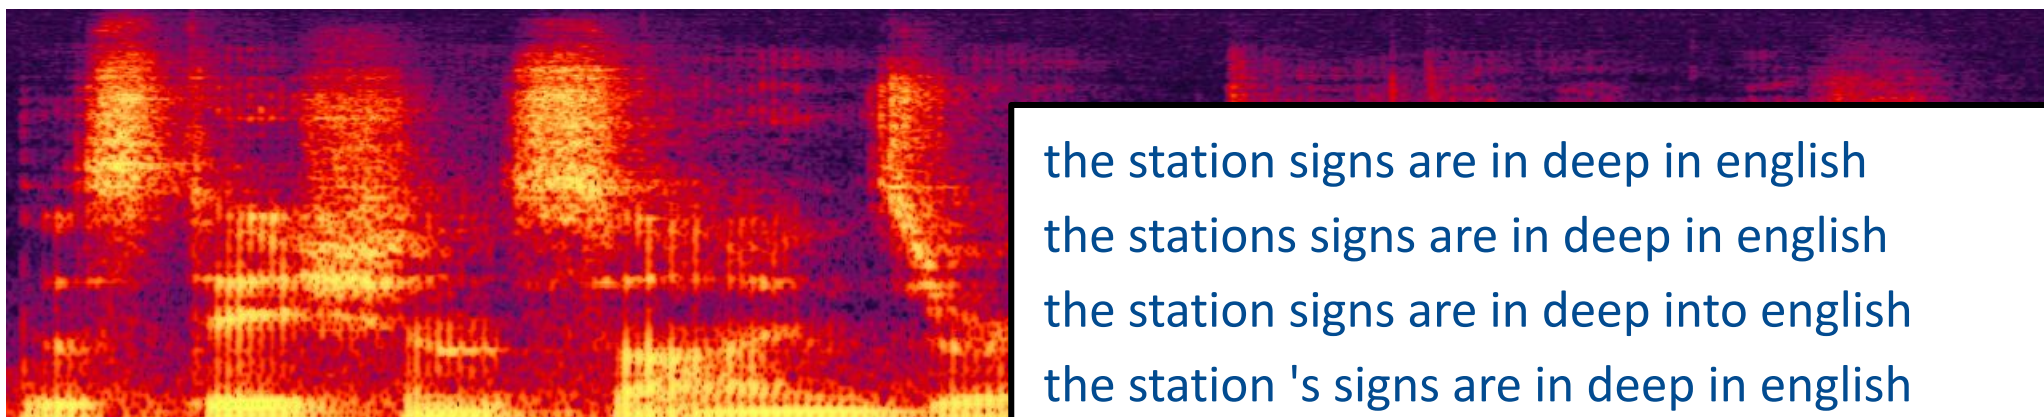 the station signs are in deep in english
the stations signs are in deep in english
the station signs are in deep into english
the station 's signs are in deep in english